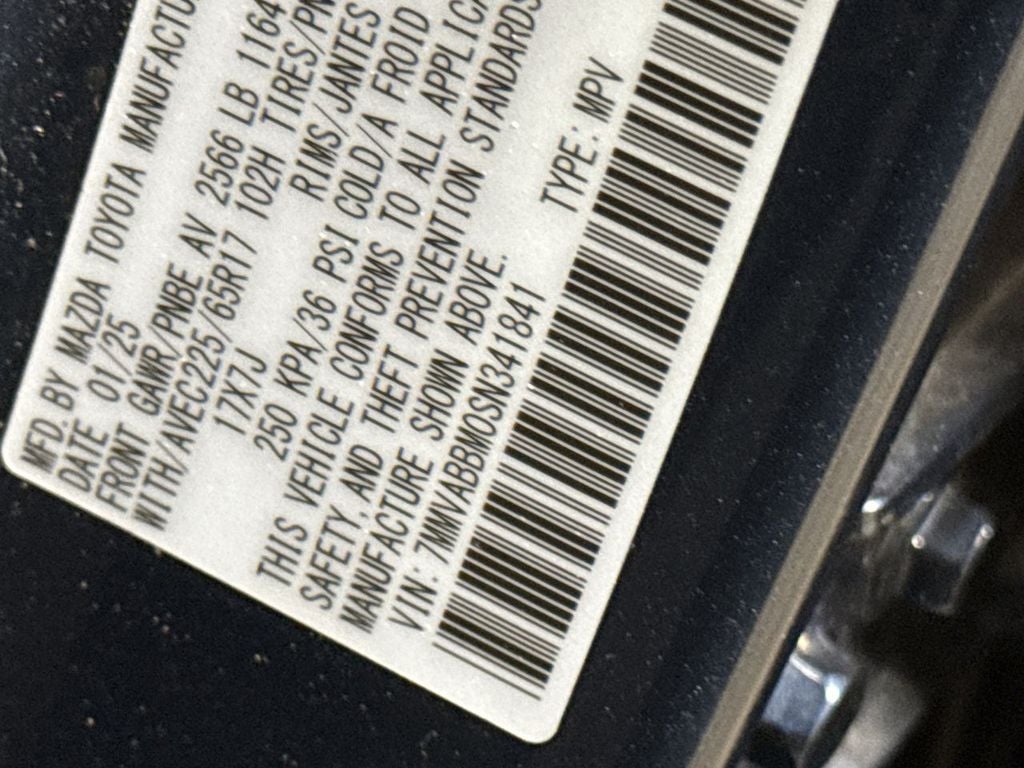 MFD. BY MAZDA TOYOTA
DATE 01/25
FRONT GAWR/PNBE AV 2566 LB 1164
WITH/AVEC225/65R17 102H TIRES/
17X7J RIMS/JANTES
250 KPA/36 PSI COLD/A FROID
THIS VEHICLE CONFORMS TO ALL
SAFETY, AND THEFT PREVENTION STANDARDS
MANUFACTURE SHOWN ABOVE.
VIN: 7MMVABBM0SN341841
TYPE: MPV